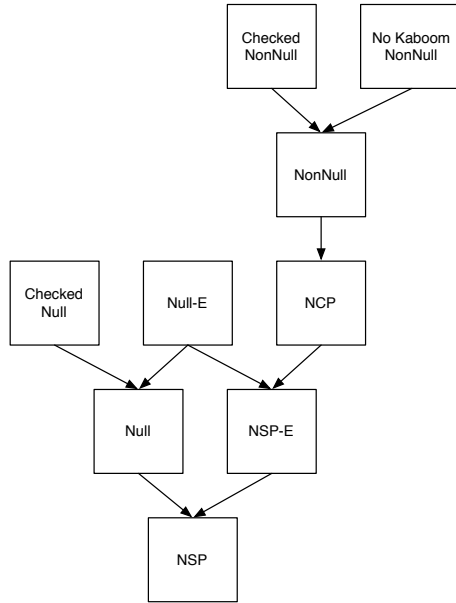 Checked
NonNull
No Kaboom
NonNull
NonNull
Checked
Null
Null-E
NCP
Null
NSP-E
NSP